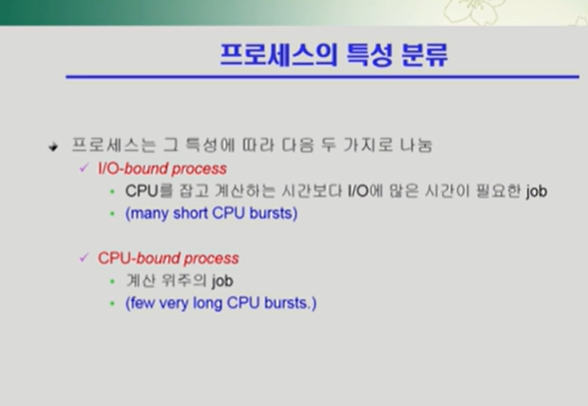 프로세스의 특성 분류
프로세스는 그 특성에 따라 다음 두 가지로 나눔
I/O-bound process
CPU를 잡고 계산하는 시간보다 I/O에 많은 시간이 필요한 job
(many short CPU bursts)
CPU-bound process
계산 위주의 job
(few very long CPU bursts.)